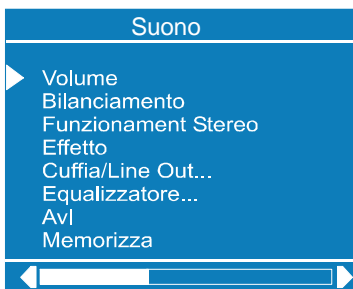 Suono
Volume
Bilanciamento
Funzionament Stereo
Effetto
Cuffia/Line Out...
Equalizzatore...
Avl
Memorizza